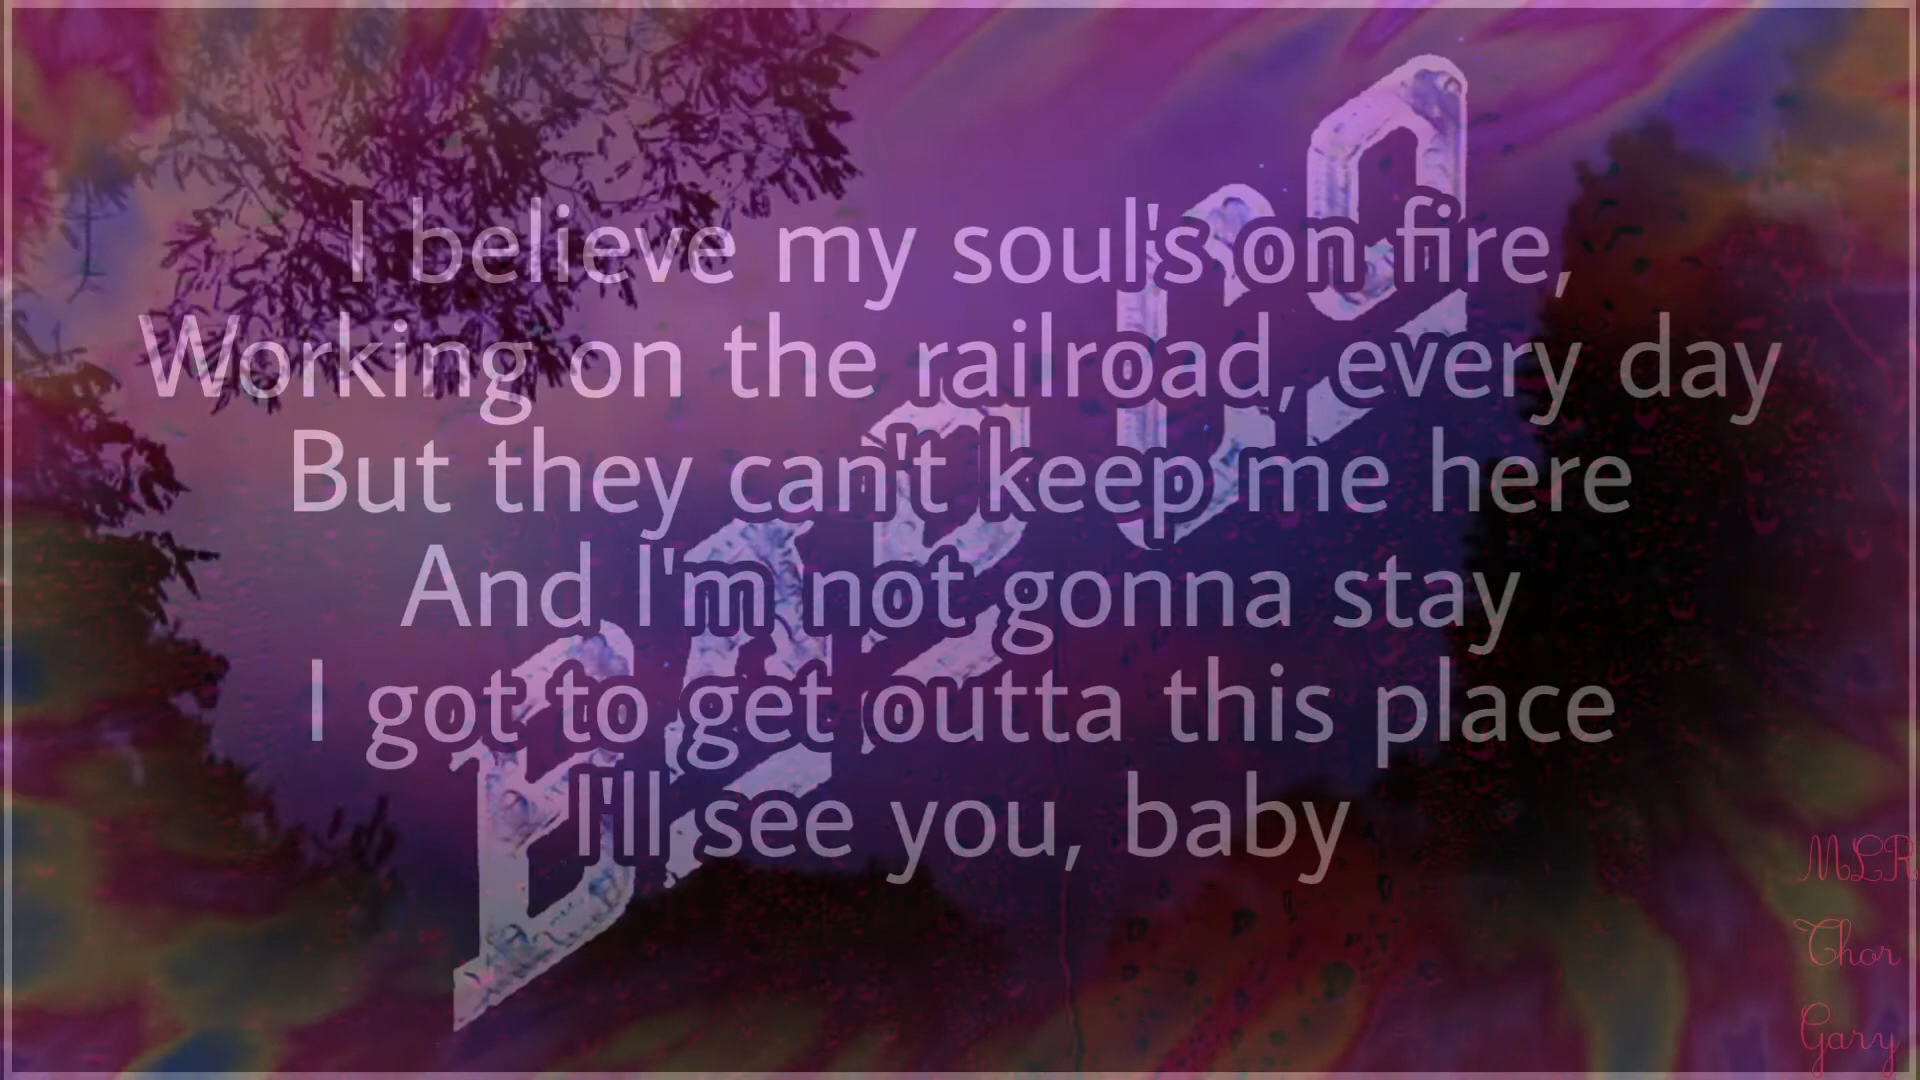 I believe my soul's on fire,
Working on the railroad, every day
But they can't keep me here
And I'm not gonna stay
I got to get outta this place
I'll see you, baby
MLR
Thor
Gary